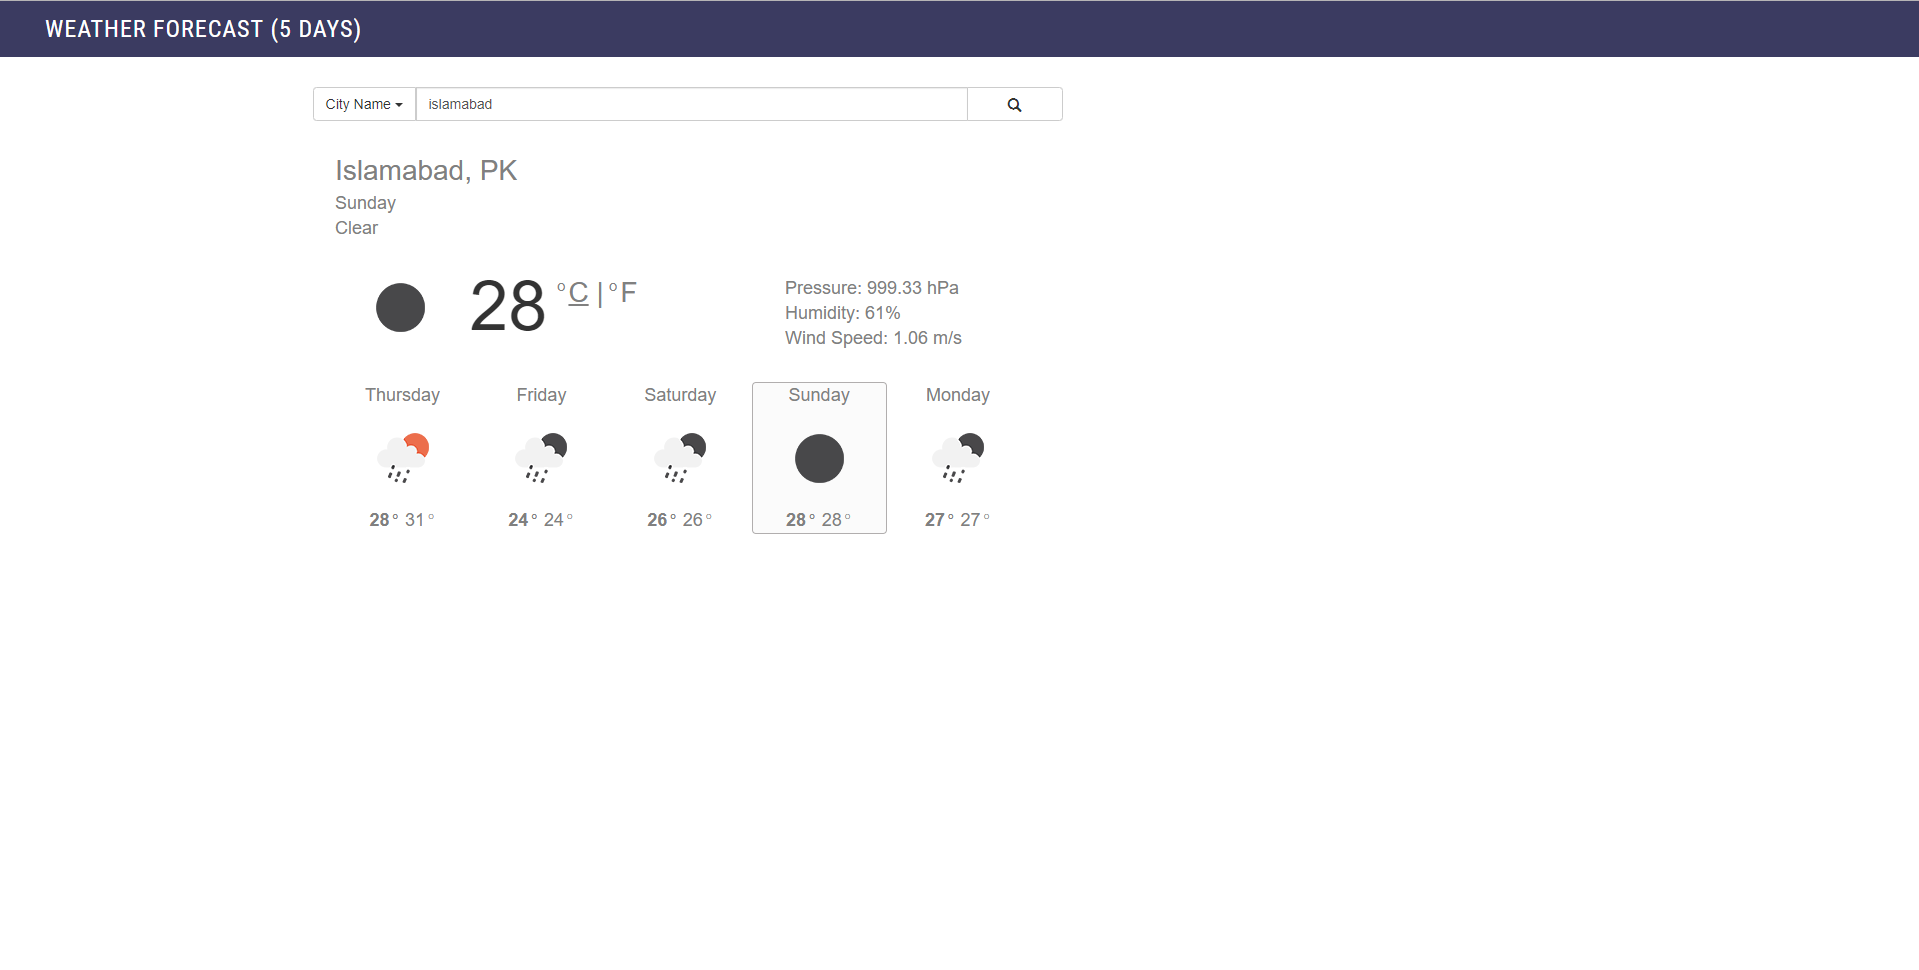 WEATHER FORECAST (5 DAYS)
City Name islamabad
Islamabad, PK
Sunday
Clear
28 °C | °F
Pressure: 999.33 hPa
Humidity: 61%
Wind Speed: 1.06 m/s
Thursday Friday Saturday Sunday Monday
28° 31° 24° 24° 26° 26° 28° 28° 27° 27°